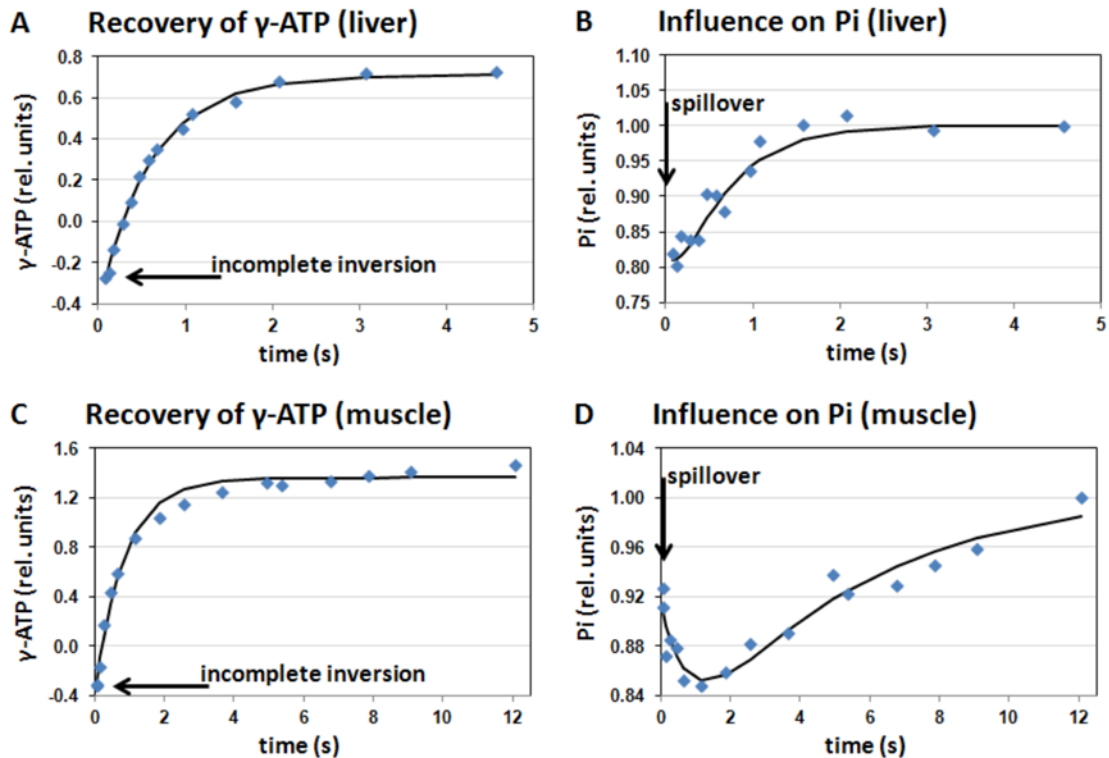 A Recovery of γ-ATP (liver)
γ-ATP (rel. units)
0.8
0.6
0.4
0.2
0.0
-0.2
-0.4
incomplete inversion
0 1 2 3 4 5
time (s)
B Influence on Pi (liver)
Pi (rel. units)
1.10
1.05
1.00
0.95
0.90
0.85
0.80
0.75
spillover
0 1 2 3 4 5
time (s)
C Recovery of γ-ATP (muscle)
γ-ATP (rel. units)
1.6
1.2
0.8
0.4
0.0
-0.4
incomplete inversion
0 2 4 6 8 10 12
time (s)
D Influence on Pi (muscle)
Pi (rel. units)
1.04
1.00
0.96
0.92
0.88
0.84
spillover
0 2 4 6 8 10 12
time (s)